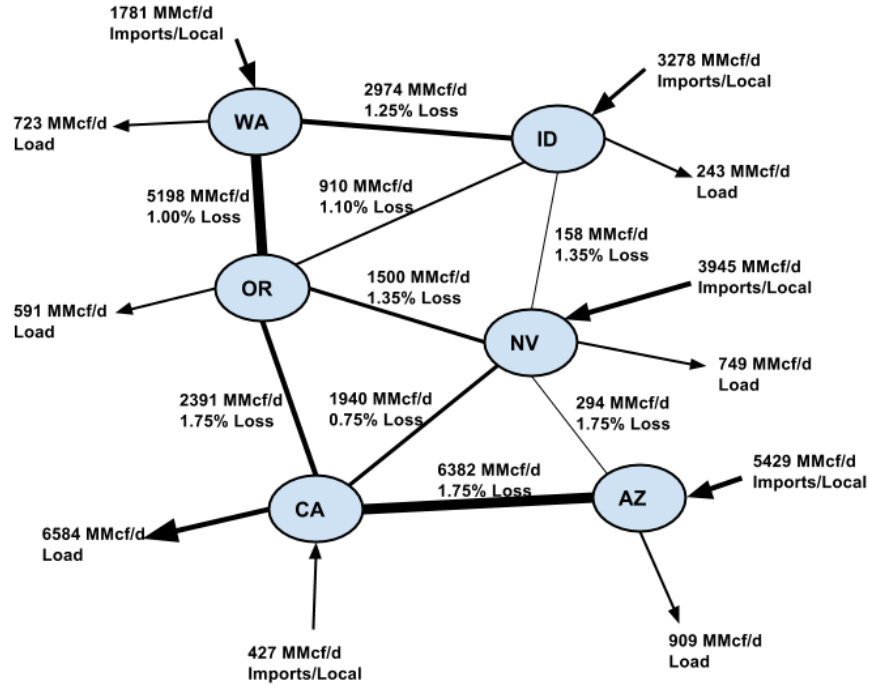 1781 MMcf/d
Imports/Local
2974 MMcf/d
1.25% Loss
3278 MMcf/d
Imports/Local
723 MMcf/d
Load
WA
ID
243 MMcf/d
Load
5198 MMcf/d
1.00% Loss
910 MMcf/d
1.10% Loss
158 MMcf/d
1.35% Loss
3945 MMcf/d
Imports/Local
OR
1500 MMcf/d
1.35% Loss
591 MMcf/d
Load
NV
749 MMcf/d
Load
2391 MMcf/d
1.75% Loss
1940 MMcf/d
0.75% Loss
294 MMcf/d
1.75% Loss
6382 MMcf/d
1.75% Loss
5429 MMcf/d
Imports/Local
CA
AZ
6584 MMcf/d
Load
427 MMcf/d
Imports/Local
909 MMcf/d
Load